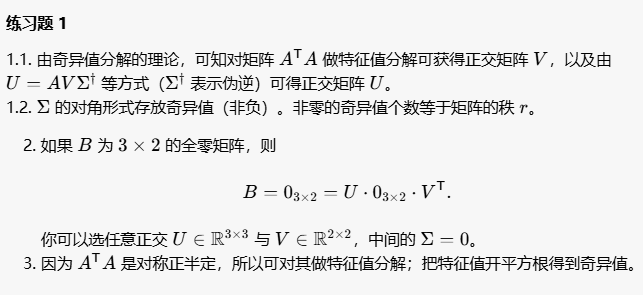 练习题 1
1.1. 由奇异值分解的理论，可知对矩阵 AᵀA 做特征值分解可获得正交矩阵 V，以及由
U = AVΣ† 等方式（Σ† 表示伪逆）可得正交矩阵 U。
1.2. Σ 的对角形式存放奇异值（非负）。非零的奇异值个数等于矩阵的秩 r。
2. 如果 B 为 3 × 2 的全零矩阵，则
B = 0₃ₓ₂ = U · 0₃ₓ₂ · Vᵀ.
你可以选任意正交 U ∈ ℝ³ˣ³ 与 V ∈ ℝ²ˣ²，中间的 Σ = 0。
3. 因为 AᵀA 是对称正半定，所以可对其做特征值分解；把特征值开平方根得到奇异值。